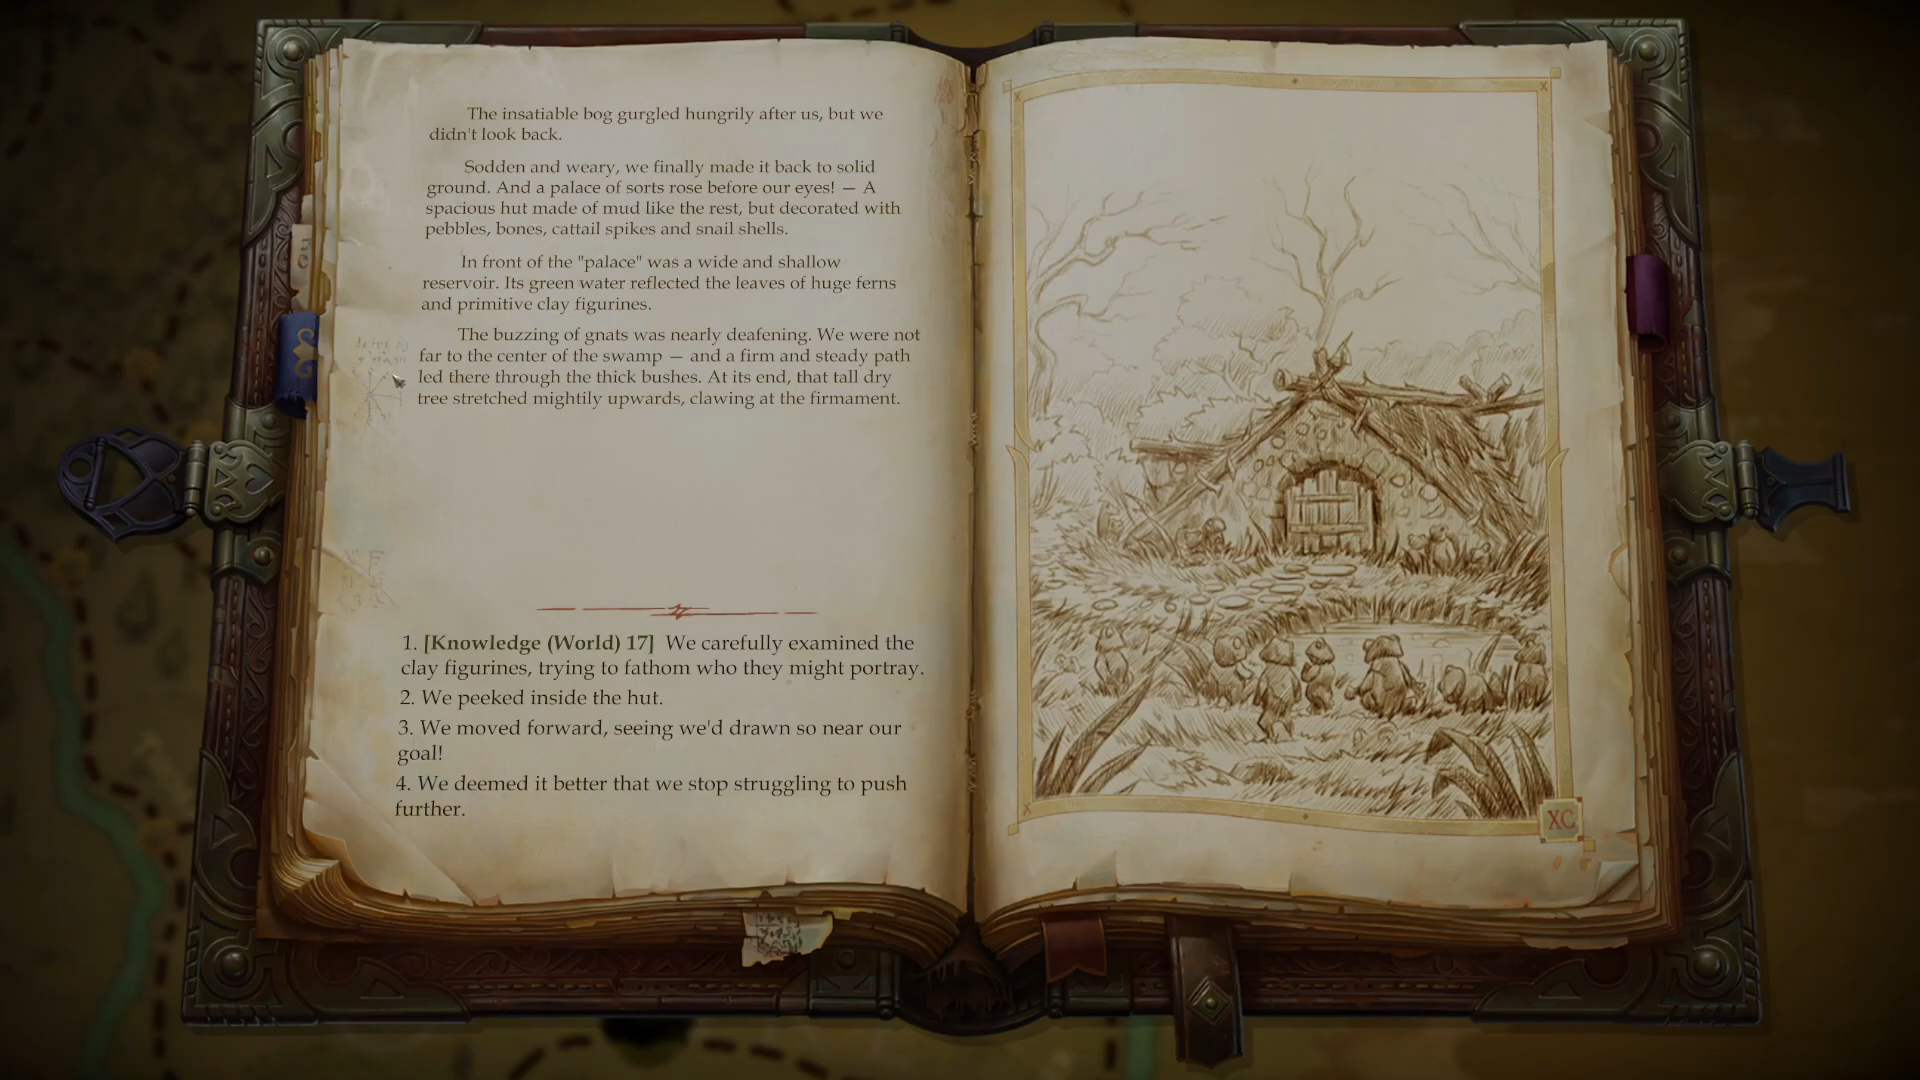 The insatiable bog gurgled hungrily after us, but we
didn't look back.
Sodden and weary, we finally made it back to solid
ground. And a palace of sorts rose before our eyes! — A
spacious hut made of mud like the rest, but decorated with
pebbles, bones, cattail spikes and snail shells.
In front of the "palace" was a wide and shallow
reservoir. Its green water reflected the leaves of huge ferns
and primitive clay figurines.
The buzzing of gnats was nearly deafening. We were not
far to the center of the swamp — and a firm and steady path
led there through the thick bushes. At its end, that tall dry
tree stretched mightily upwards, clawing at the firmament.
1. [Knowledge (World) 17] We carefully examined the
clay figurines, trying to fathom who they might portray.
2. We peeked inside the hut.
3. We moved forward, seeing we'd drawn so near our
goal!
4. We deemed it better that we stop struggling to push
further.
XC